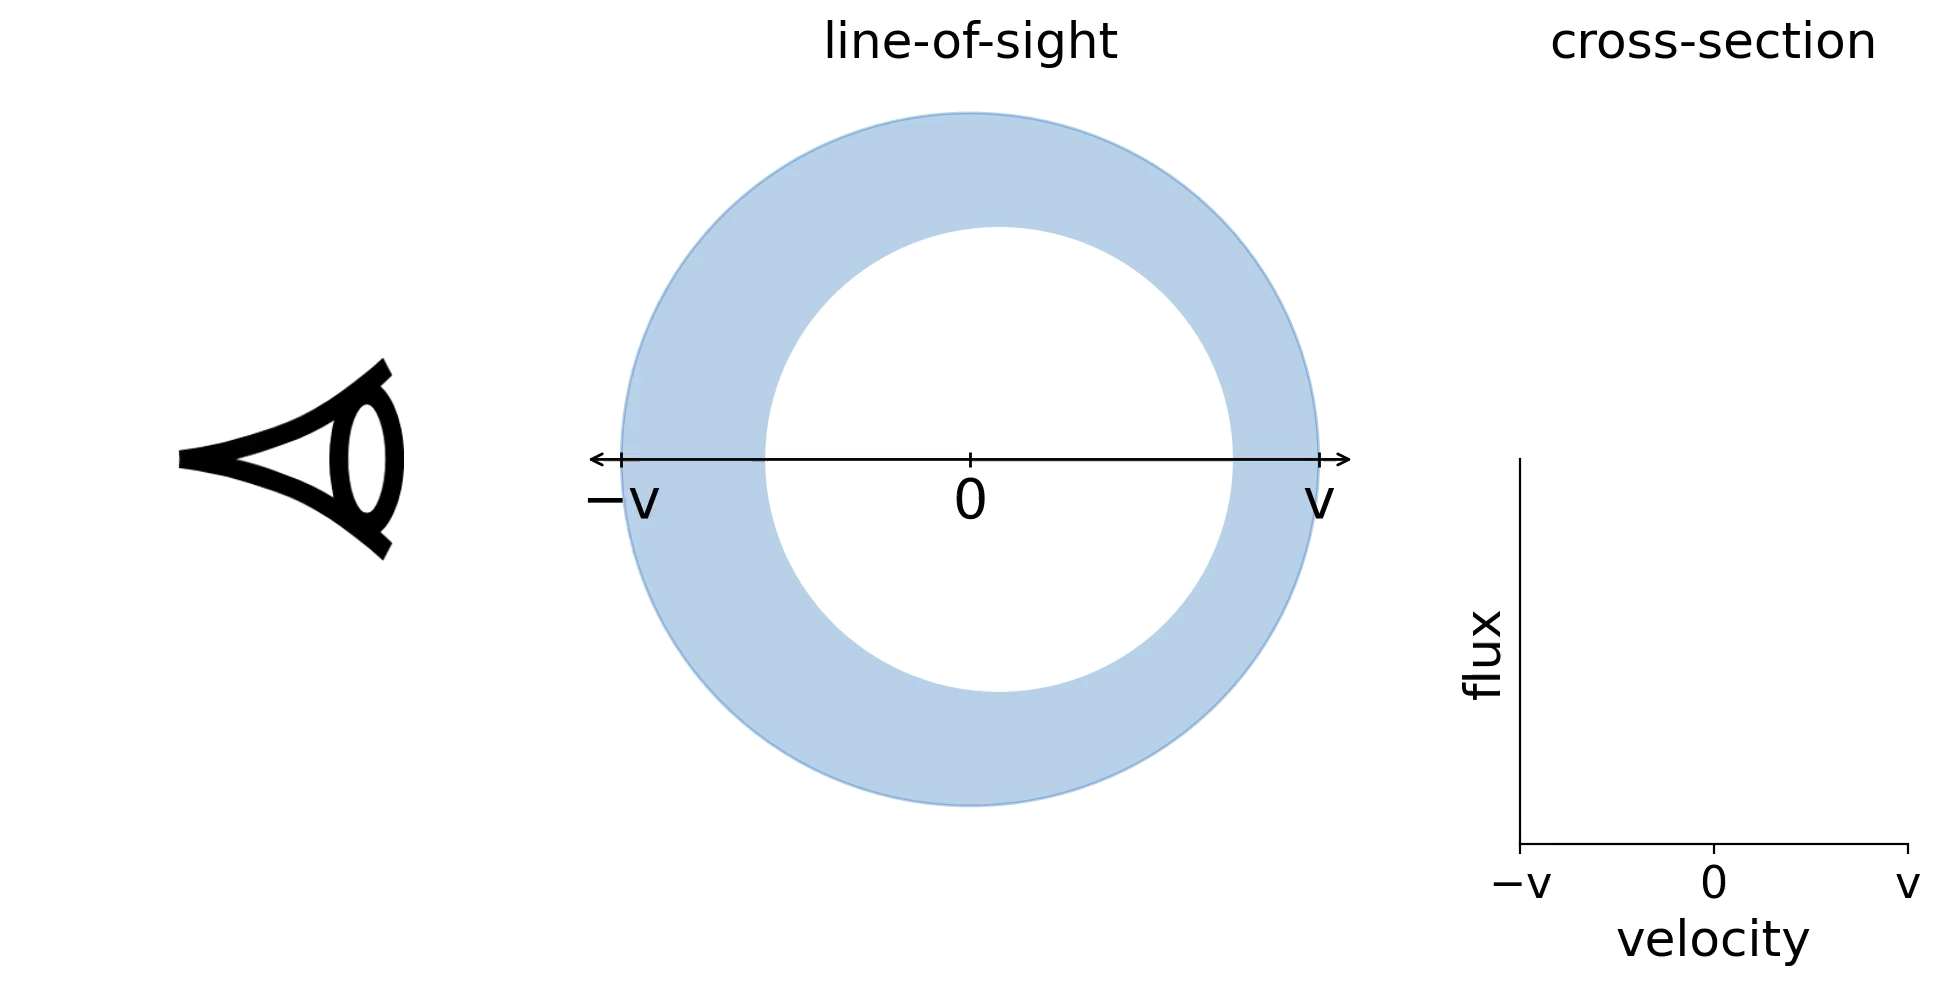 line-of-sight
cross-section
−v
0
v
flux
−v
0
v
velocity